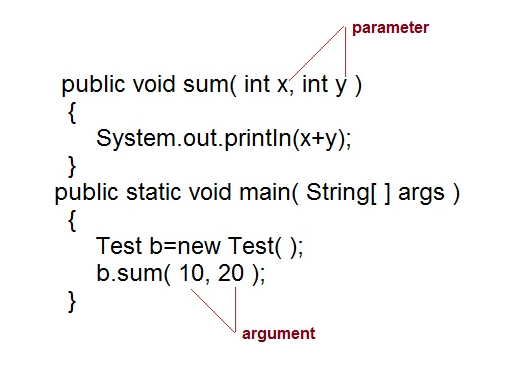 parameter
public void sum( int x, int y )
{
System.out.println(x+y);
}
public static void main( String[ ] args )
{
Test b=new Test( );
b.sum( 10, 20 );
}
argument